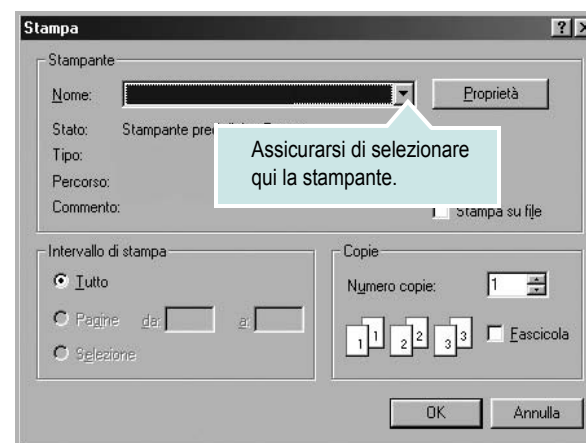 Stampa
Stampante
Nome:
Proprietà
Stato: Stampante
Tipo:
Percorso:
Commento:
Assicurarsi di selezionare
qui la stampante.
Stampa su file
Intervallo di stampa
Tutto
Pagine da: a:
Selezione
Copie
Numero copie: 1
1 1 2 2 3 3
Fascicola
OK
Annulla